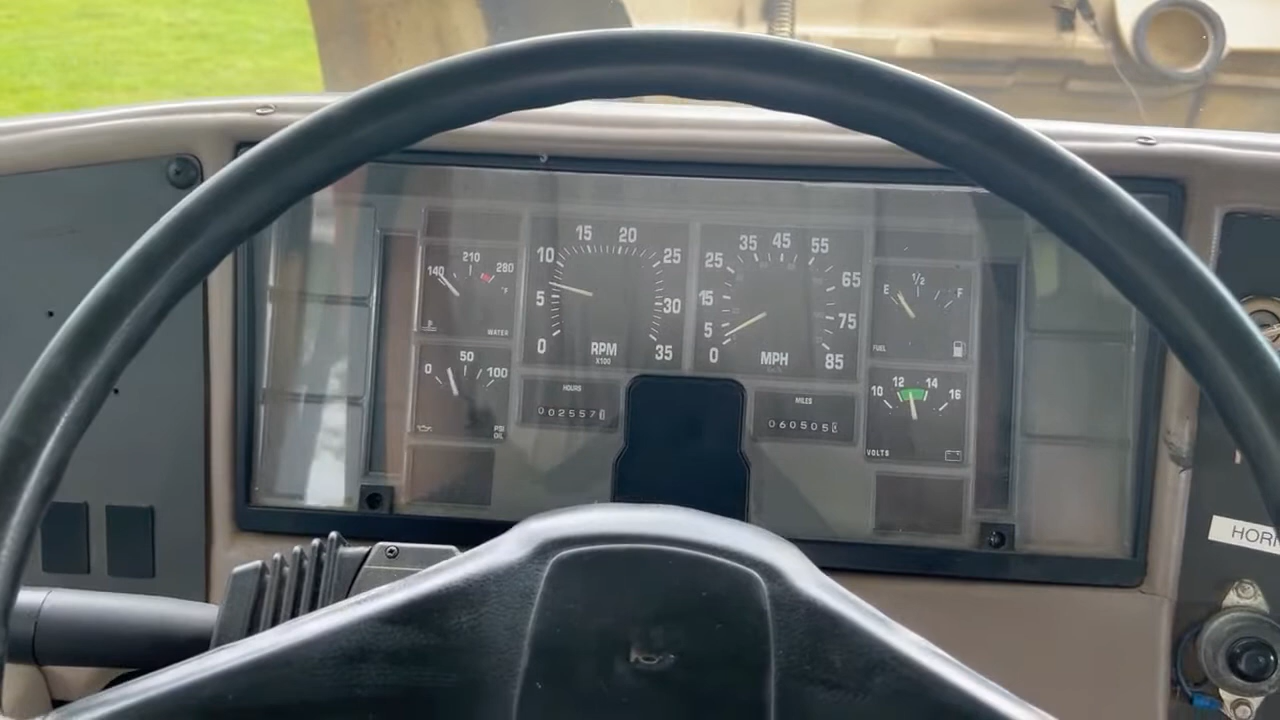 140 210 280
°F
WATER
0 50 100
PSI
OIL
0 5 10 15 20 25 30 35
RPM
X100
HOURS
002557
0 5 15 25 35 45 55 65 75 85
MPH
MILES
060505
E 1/2 F
FUEL
10 12 14 16
VOLTS
HOR